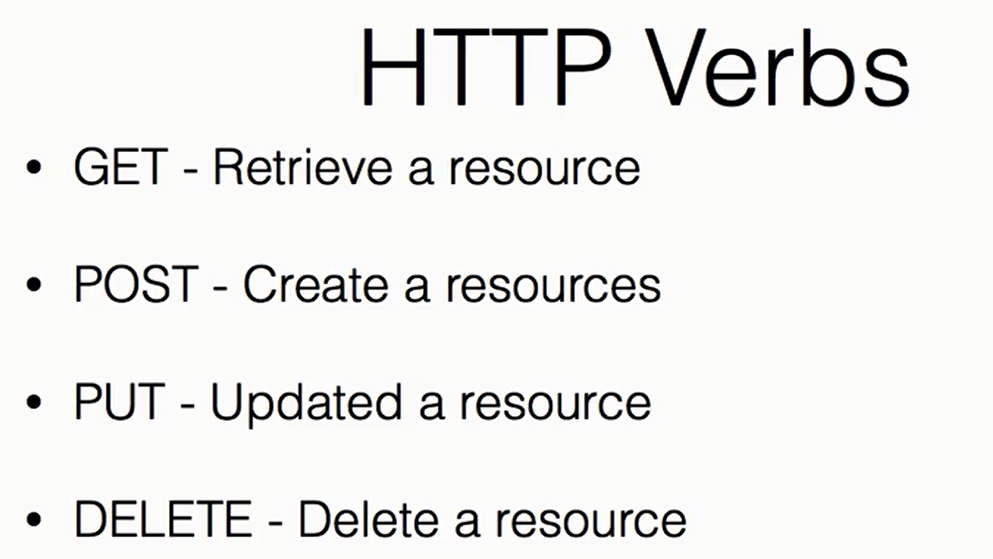 HTTP Verbs
• GET - Retrieve a resource
• POST - Create a resources
• PUT - Updated a resource
• DELETE - Delete a resource